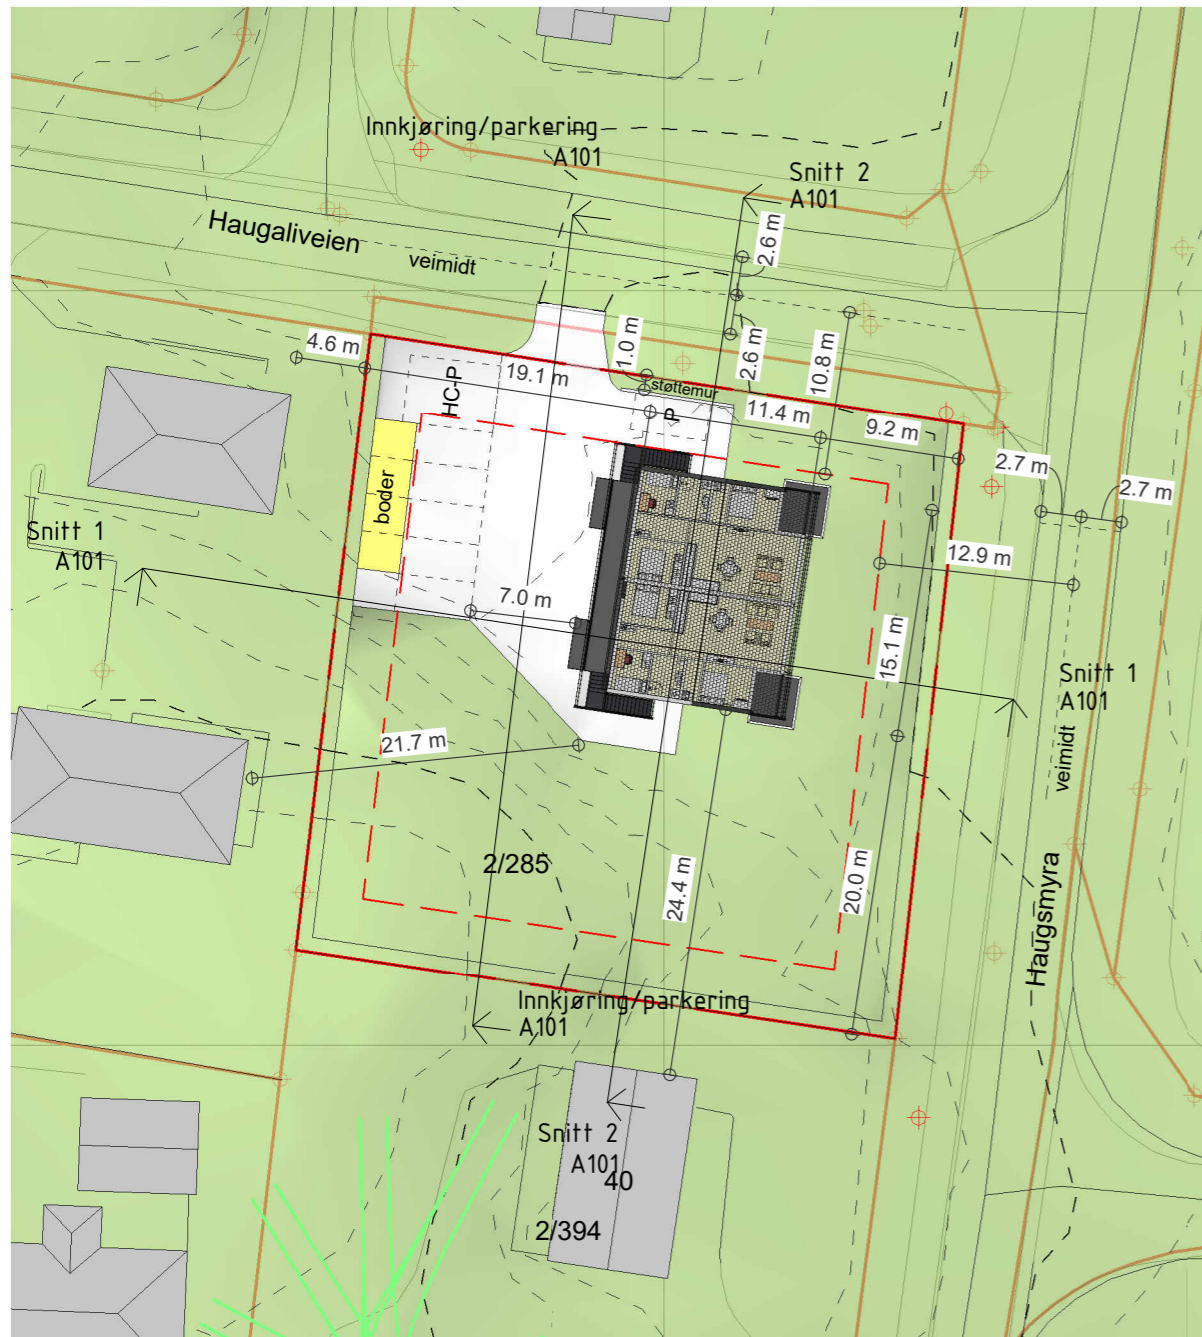 Innkjøring/parkering
A101
Snitt 2
A101
Haugaliveien
veimidt
2.6 m
4.6 m
19.1 m
1.0 m
2.6 m
10.8 m
HC-P
støttemur
P
11.4 m
9.2 m
2.7 m
2.7 m
boder
Snitt 1
A101
12.9 m
7.0 m
15.1 m
Snitt 1
A101
21.7 m
veimidt
2/285
24.4 m
20.0 m
Haugsmyra
Innkjøring/parkering
A101
Snitt 2
A101
40
2/394